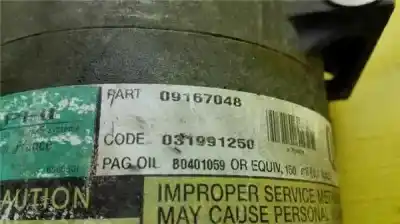 PART 09167048
CODE 031991250
PAG OIL 80401059 OR EQUIV, 150
CAUTION
IMPROPER SERVICE
MAY CAUSE PERSONAL